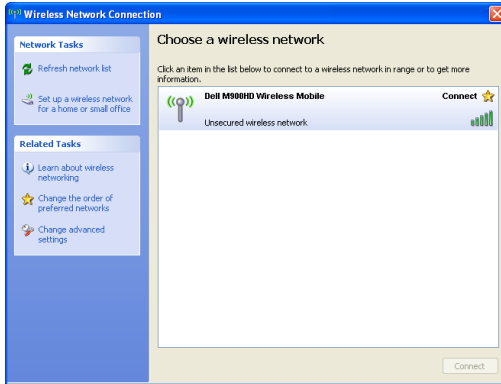 Wireless Network Connection
Network Tasks
Refresh network list
Set up a wireless network
for a home or small office
Related Tasks
Learn about wireless
networking
Change the order of
preferred networks
Change advanced
settings
Choose a wireless network
Click an item in the list below to connect to a wireless network in range or to get more
information.
Dell M900HD Wireless Mobile
Connect
Unsecured wireless network
Connect